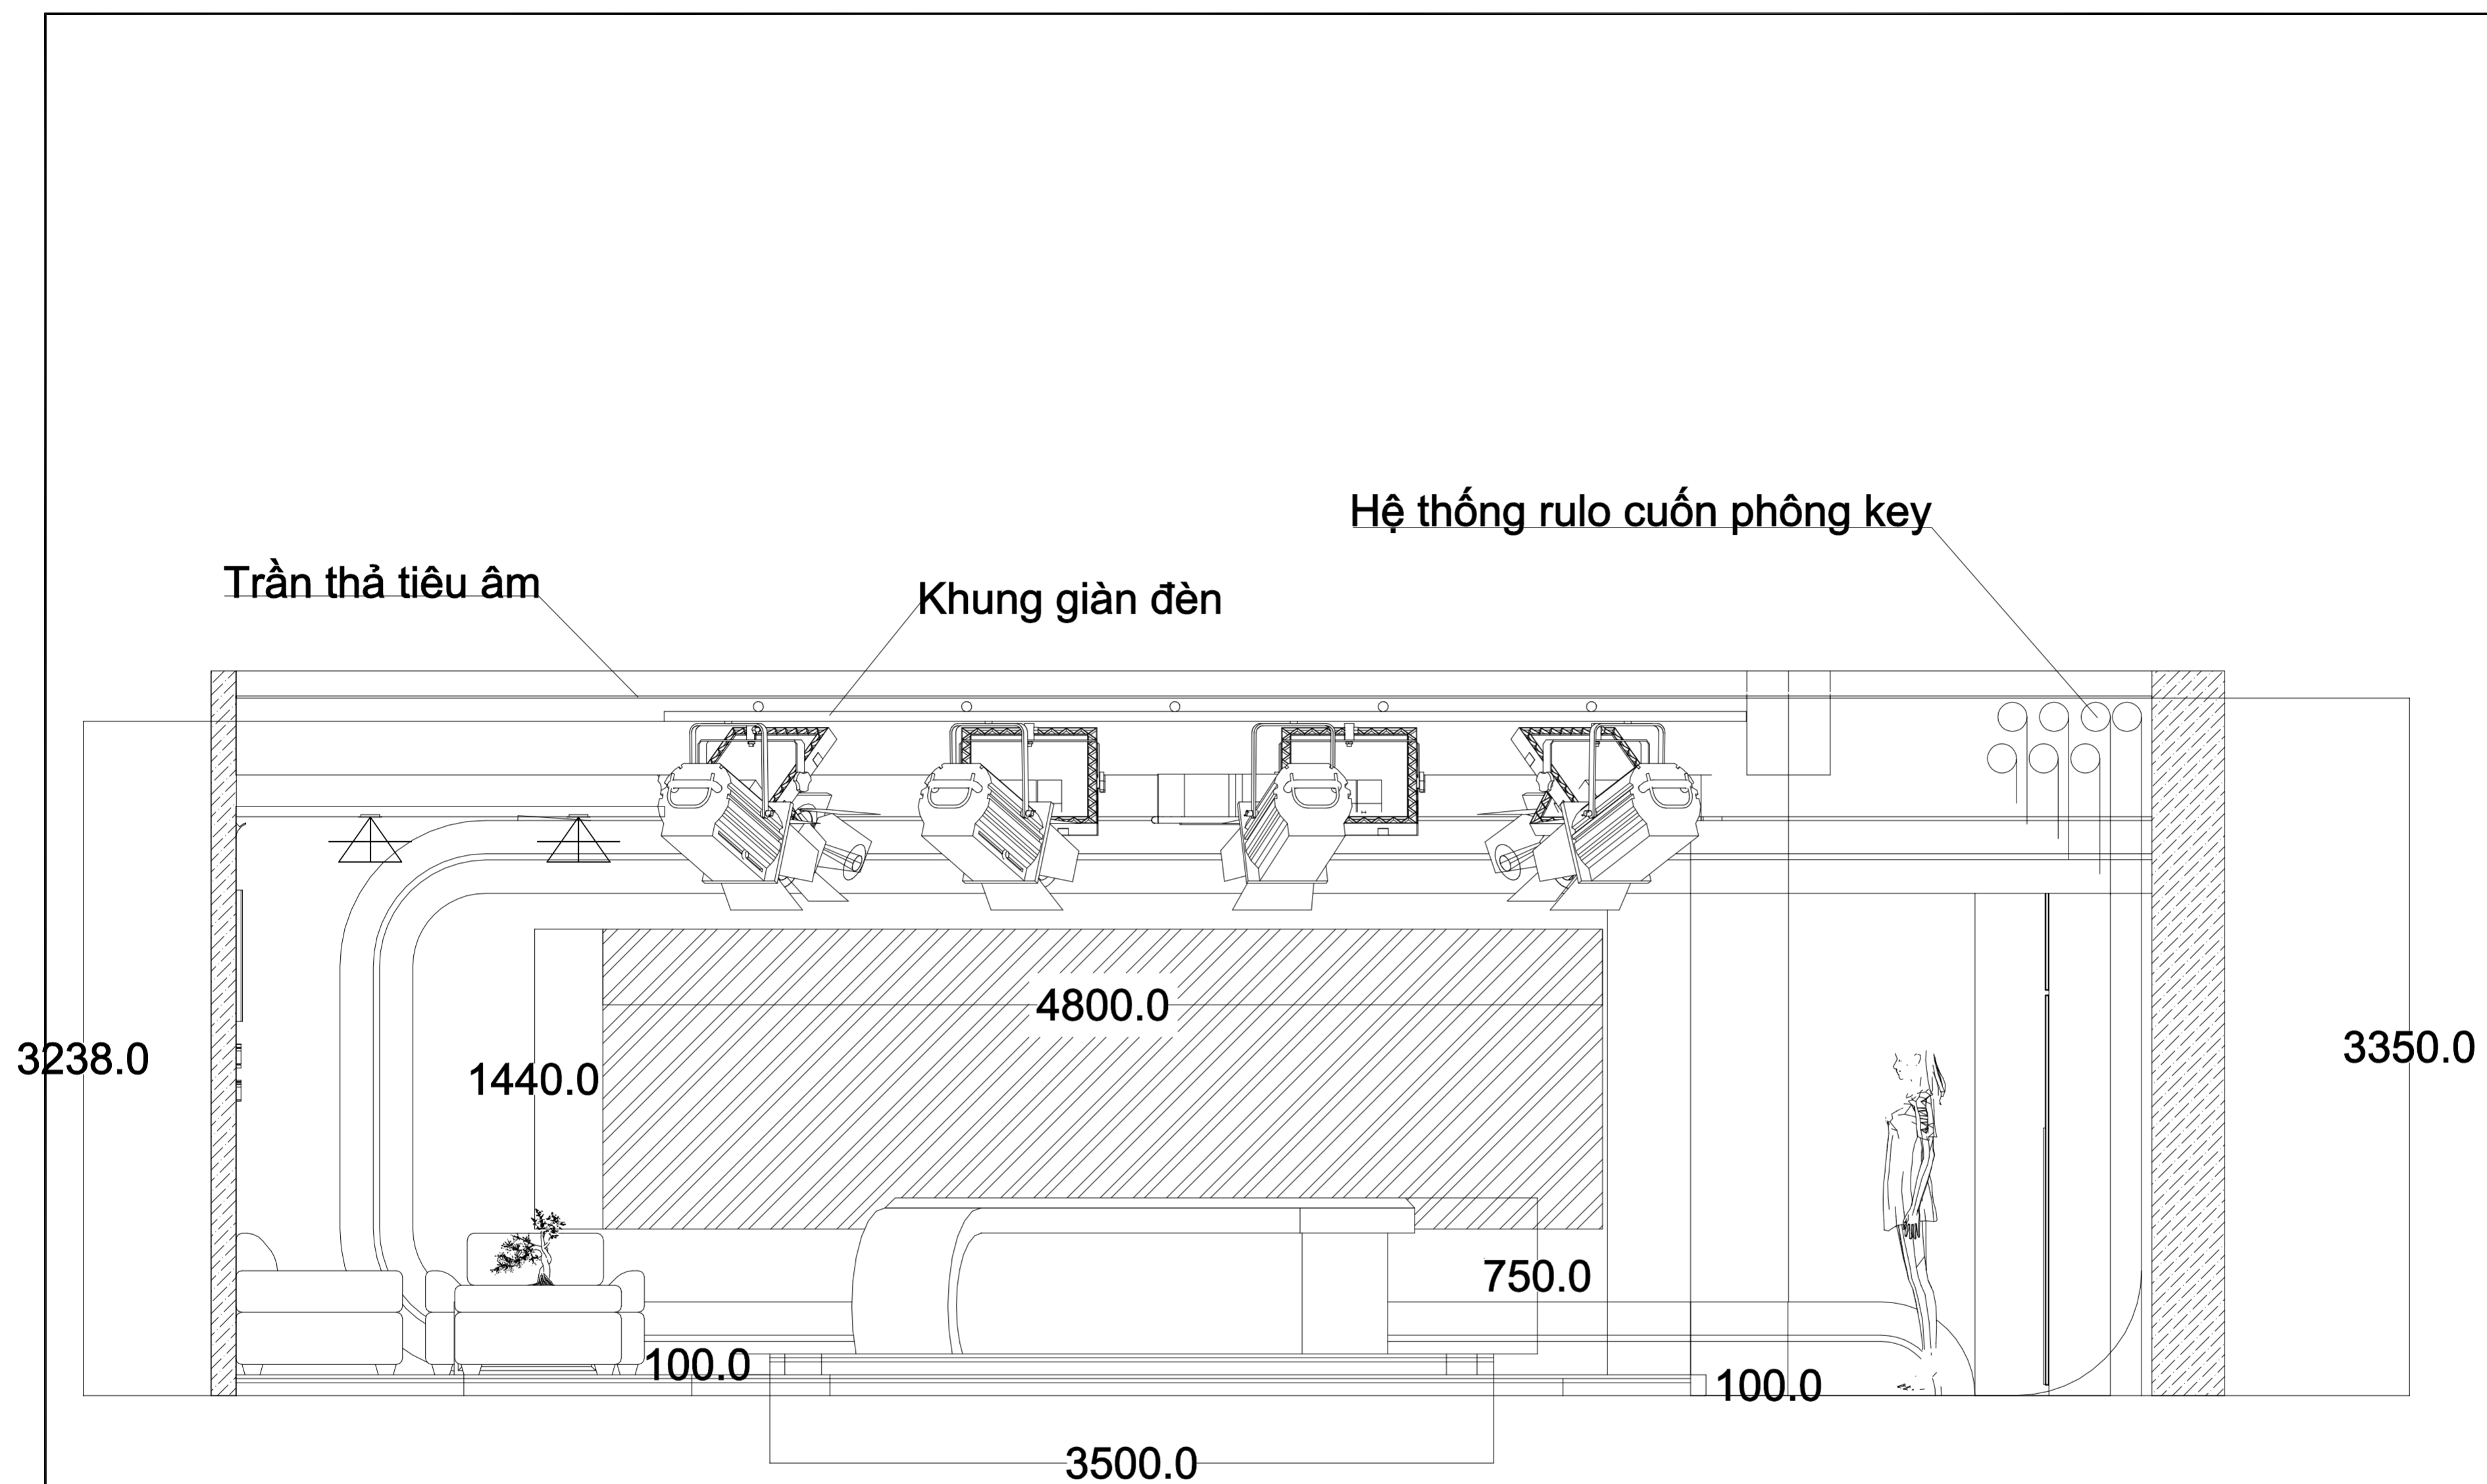 Hệ thống rulo cuốn phông key
Trần thả tiêu âm
Khung giàn đèn
4800.0
3238.0
1440.0
3350.0
750.0
100.0
100.0
3500.0